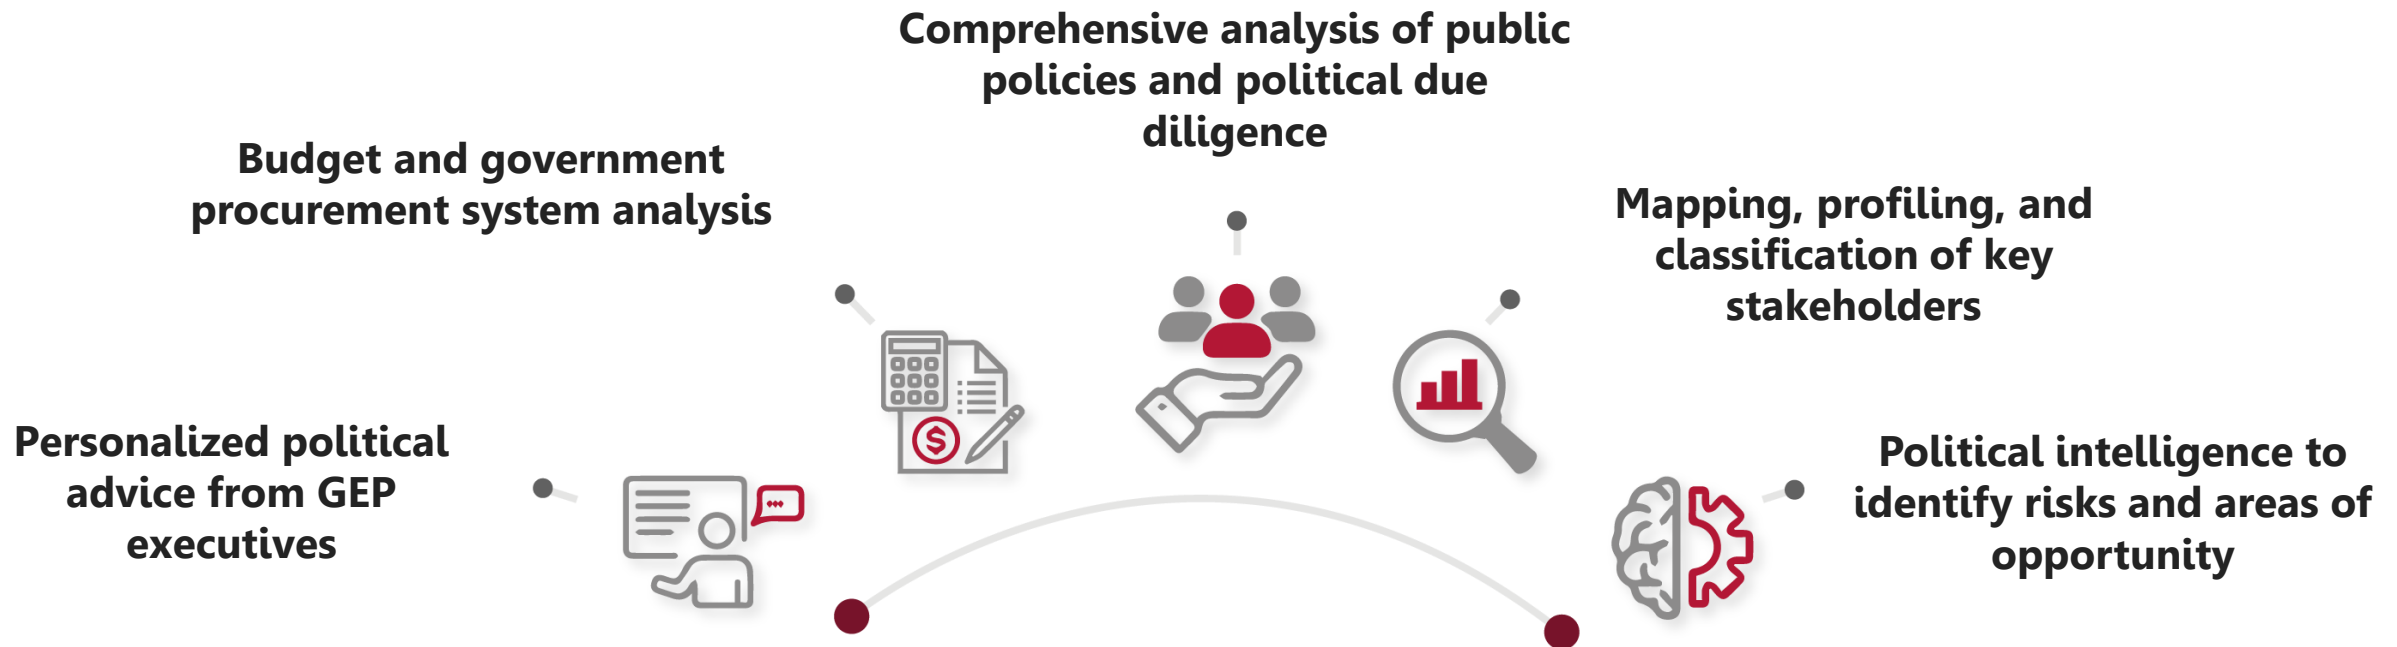 Comprehensive analysis of public
policies and political due
diligence
Budget and government
procurement system analysis
Mapping, profiling, and
classification of key
stakeholders
Personalized political
advice from GEP
executives
$
Political intelligence to
identify risks and areas of
opportunity